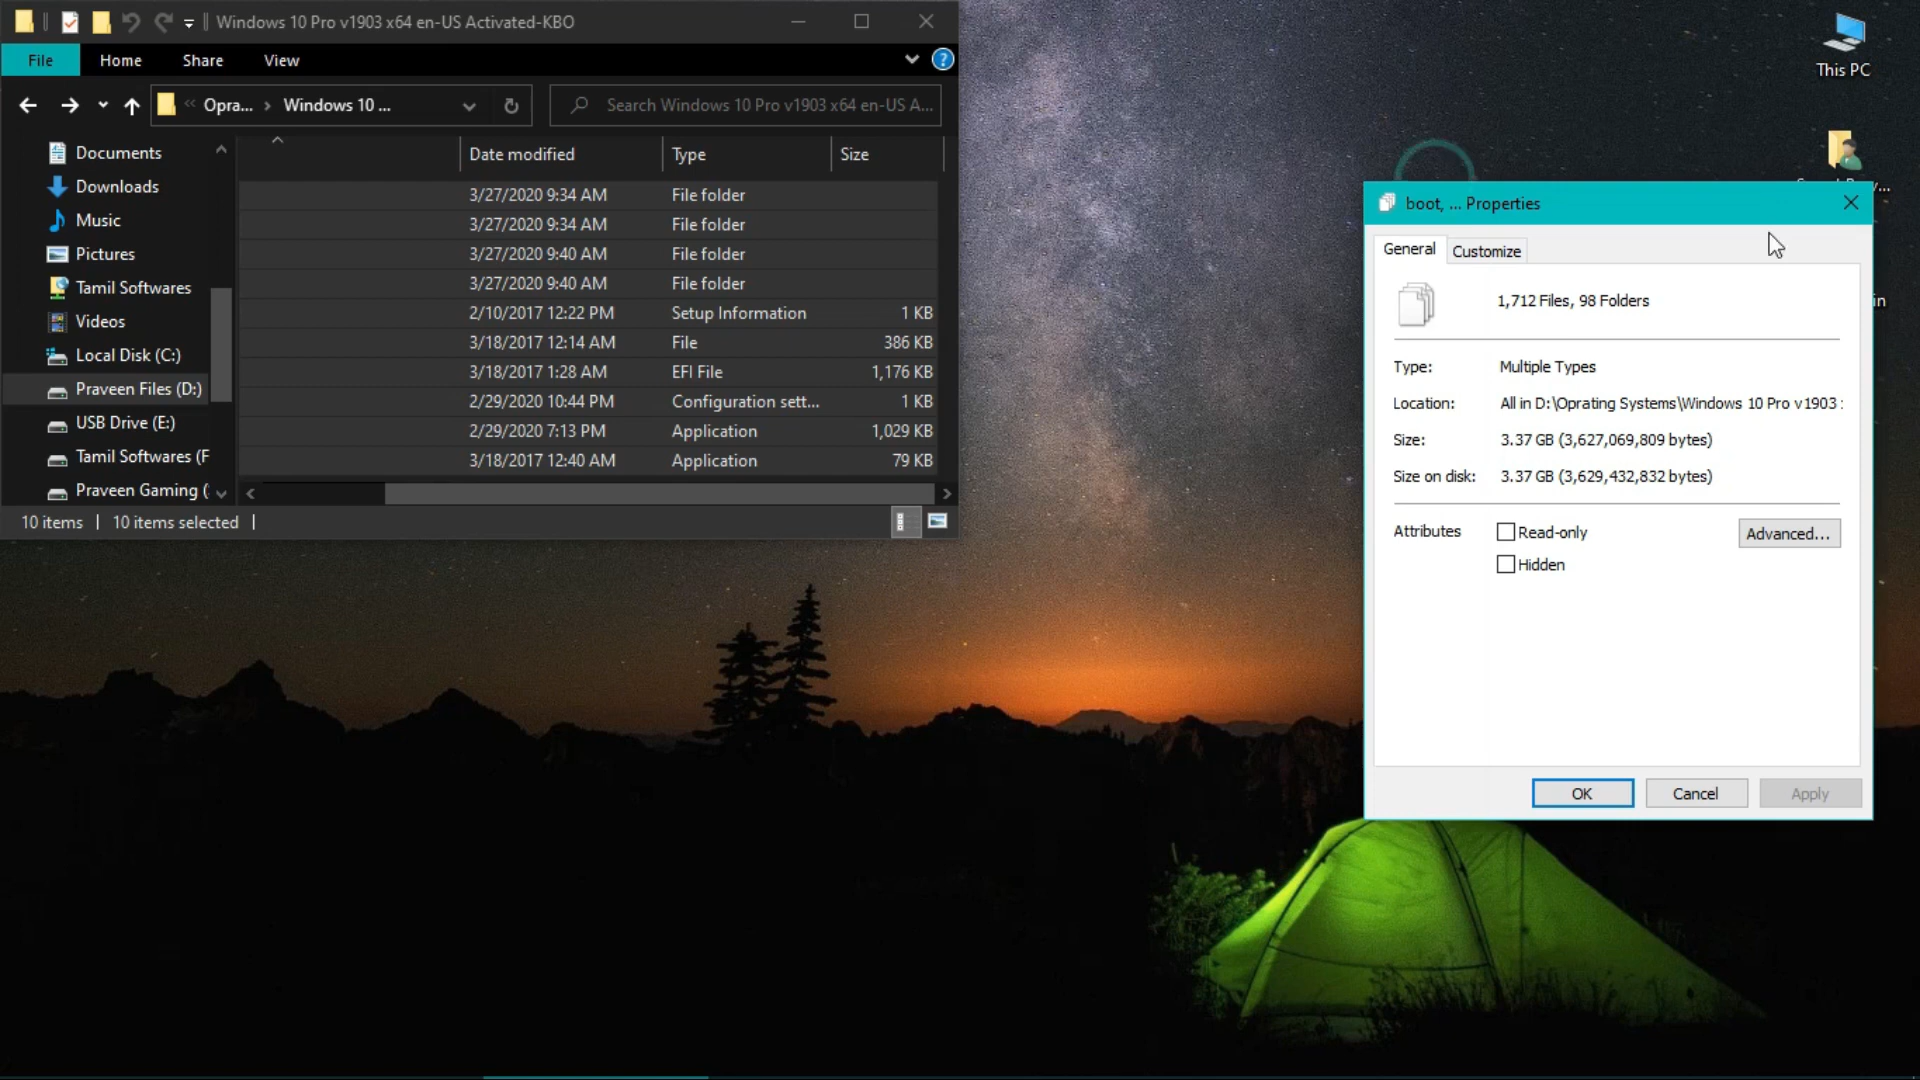 Windows 10 Pro v1903 x64 en-US Activated-KBO
File Home Share View
Opra... Windows 10 ... Search Windows 10 Pro v1903 x64 en-US A...
Date modified Type Size
Documents
Downloads
Music
Pictures
Tamil Softwares
Videos
Local Disk (C:)
Praveen Files (D:)
USB Drive (E:)
Tamil Softwares (F
Praveen Gaming (
3/27/2020 9:34 AM File folder
3/27/2020 9:34 AM File folder
3/27/2020 9:40 AM File folder
3/27/2020 9:40 AM File folder
2/10/2017 12:22 PM Setup Information 1 KB
3/18/2017 12:14 AM File 386 KB
3/18/2017 1:28 AM EFI File 1,176 KB
2/29/2020 10:44 PM Configuration sett... 1 KB
2/29/2020 7:13 PM Application 1,029 KB
3/18/2017 12:40 AM Application 79 KB
10 items 10 items selected
This PC
boot, ... Properties
General Customize
1,712 Files, 98 Folders
Type: Multiple Types
Location: All in D:\Oprating Systems\Windows 10 Pro v1903
Size: 3.37 GB (3,627,069,809 bytes)
Size on disk: 3.37 GB (3,629,432,832 bytes)
Attributes Read-only Advanced...
Hidden
OK Cancel Apply
in